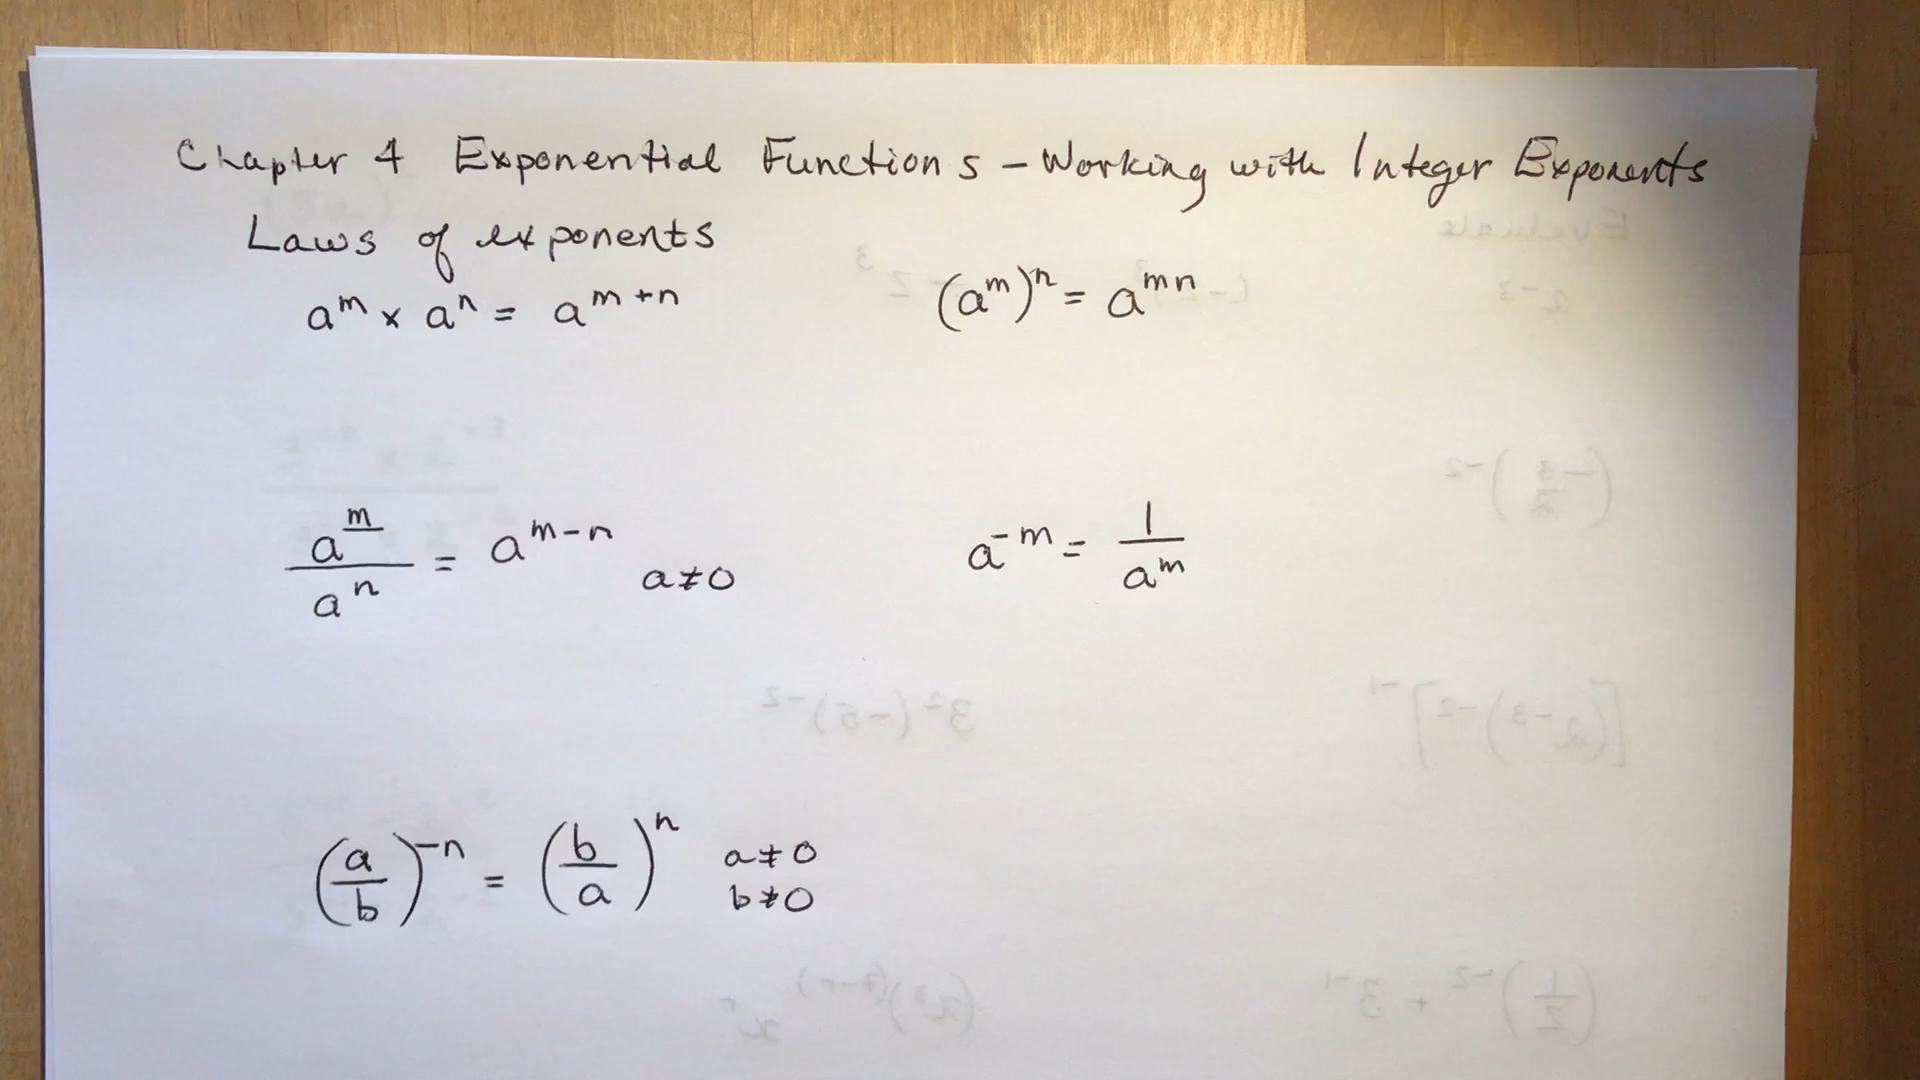 Chapter 4 Exponential Functions - Working with Integer Exponents
Laws of exponents
a^m × a^n = a^{m+n}
(a^m)^n = a^{mn}
a^m / a^n = a^{m-n} a≠0
a^{-m} = 1 / a^m
(a/b)^{-n} = (b/a)^n a≠0
b≠0